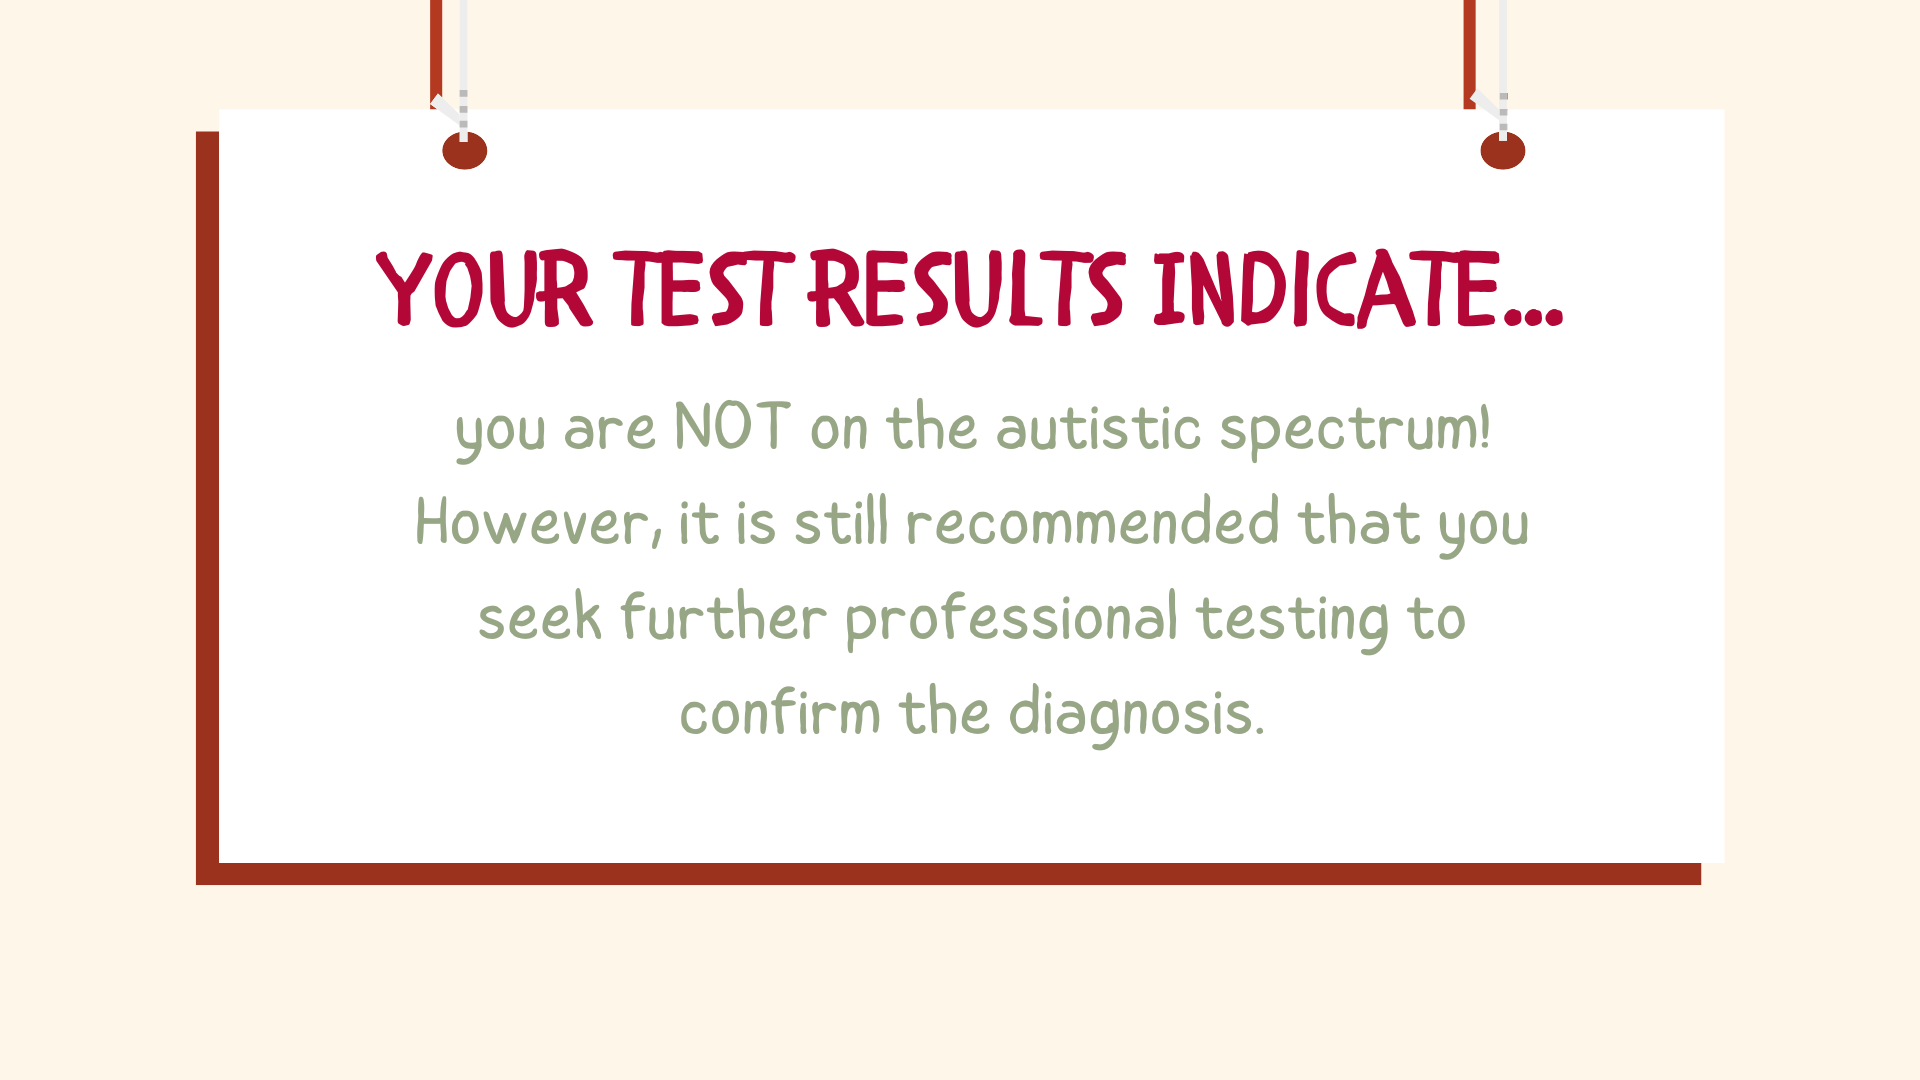 YOUR TEST RESULTS INDICATE...
you are NOT on the autistic spectrum!
However, it is still recommended that you
seek further professional testing to
confirm the diagnosis.